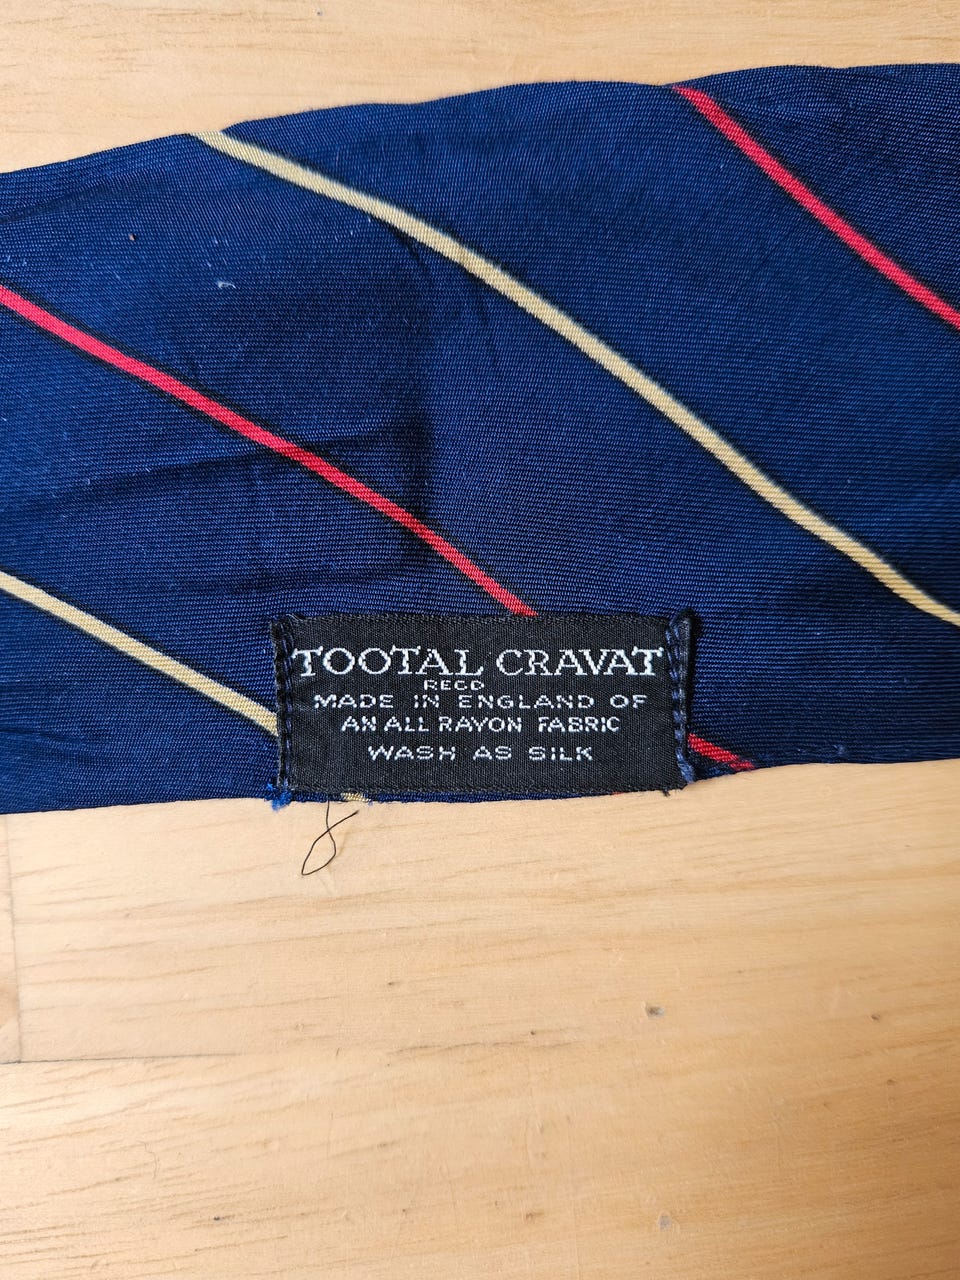 TOOTAL CRAVAT
REGD
MADE IN ENGLAND OF
AN ALL RAYON FABRIC
WASH AS SILK